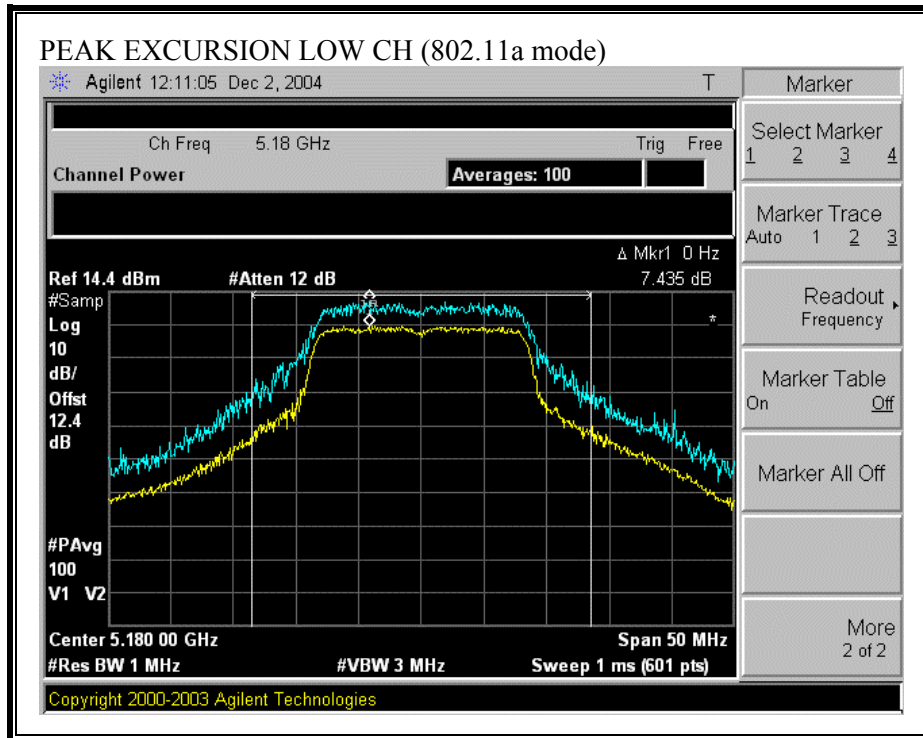 PEAK EXCURSION LOW CH (802.11a mode)
Agilent 12:11:05 Dec 2, 2004 T
Marker
Ch Freq 5.18 GHz Trig Free
Channel Power Averages: 100
Select Marker
1 2 3 4
Marker Trace
Auto 1 2 3
Δ Mkr1 0 Hz
Ref 14.4 dBm #Atten 12 dB 7.435 dB
#Samp
Log
10
dB/
Offst
12.4
dB
*
Readout
Frequency
Marker Table
On Off
Marker All Off
#PAvg
100
V1 V2
Center 5.180 00 GHz Span 50 MHz
#Res BW 1 MHz #VBW 3 MHz Sweep 1 ms (601 pts)
More
2 of 2
Copyright 2000-2003 Agilent Technologies